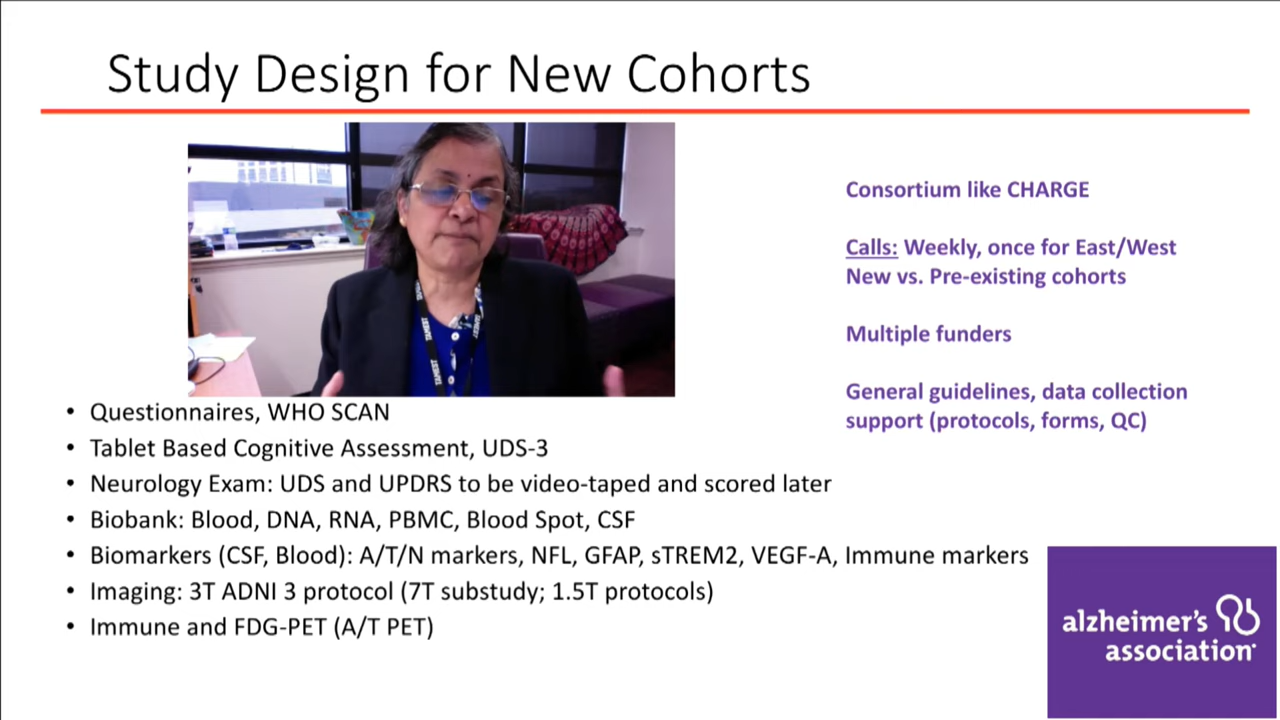 Study Design for New Cohorts
Consortium like CHARGE
Calls: Weekly, once for East/West
New vs. Pre-existing cohorts
Multiple funders
General guidelines, data collection
support (protocols, forms, QC)
• Questionnaires, WHO SCAN
• Tablet Based Cognitive Assessment, UDS-3
• Neurology Exam: UDS and UPDRS to be video-taped and scored later
• Biobank: Blood, DNA, RNA, PBMC, Blood Spot, CSF
• Biomarkers (CSF, Blood): A/T/N markers, NFL, GFAP, sTREM2, VEGF-A, Immune markers
• Imaging: 3T ADNI 3 protocol (7T substudy; 1.5T protocols)
• Immune and FDG-PET (A/T PET)
alzheimer's
association